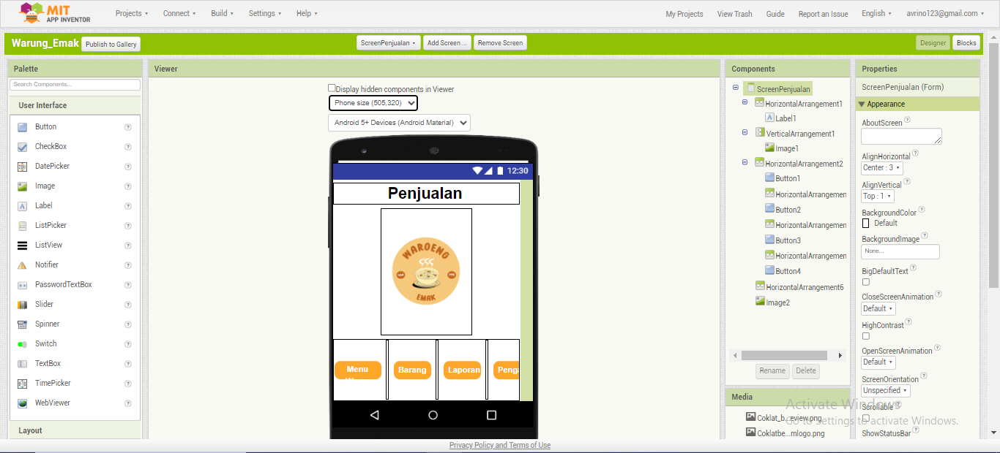 MIT
APP INVENTOR
Projects
Connect
Build
Settings
Help
My Projects
View Trash
Guide
Report an Issue
English
avrino123@gmail.com
Warung_Emak
Publish to Gallery
ScreenPenjualan
Add Screen ...
Remove Screen
Designer
Blocks
Palette
Search Components...
User Interface
Button
CheckBox
DatePicker
Image
Label
ListPicker
ListView
Notifier
PasswordTextBox
Slider
Spinner
Switch
TextBox
TimePicker
WebViewer
Layout
Viewer
Display hidden components in Viewer
Phone size (505,320)
Android 5+ Devices (Android Material)
12:30
Penjualan
WAROENG
EMAK
Menu
Barang
Laporan
Peng
Components
ScreenPenjualan
HorizontalArrangement1
Label1
VerticalArrangement1
Image1
HorizontalArrangement2
Button1
HorizontalArrangemen
Button2
HorizontalArrangemen
Button3
HorizontalArrangemen
Button4
HorizontalArrangement6
Image2
Rename
Delete
Media
Coklat_b...eview.png
Coklatbe...mlogo.png
Properties
ScreenPenjualan (Form)
Appearance
AboutScreen
AlignHorizontal
Center : 3
AlignVertical
Top : 1
BackgroundColor
Default
BackgroundImage
None...
BigDefaultText
CloseScreenAnimation
Default
HighContrast
OpenScreenAnimation
Default
ScreenOrientation
Unspecified
Scrollable
ShowStatusBar
Activate Windows
Go to Settings to activate Windows.
Privacy Policy and Terms of Use